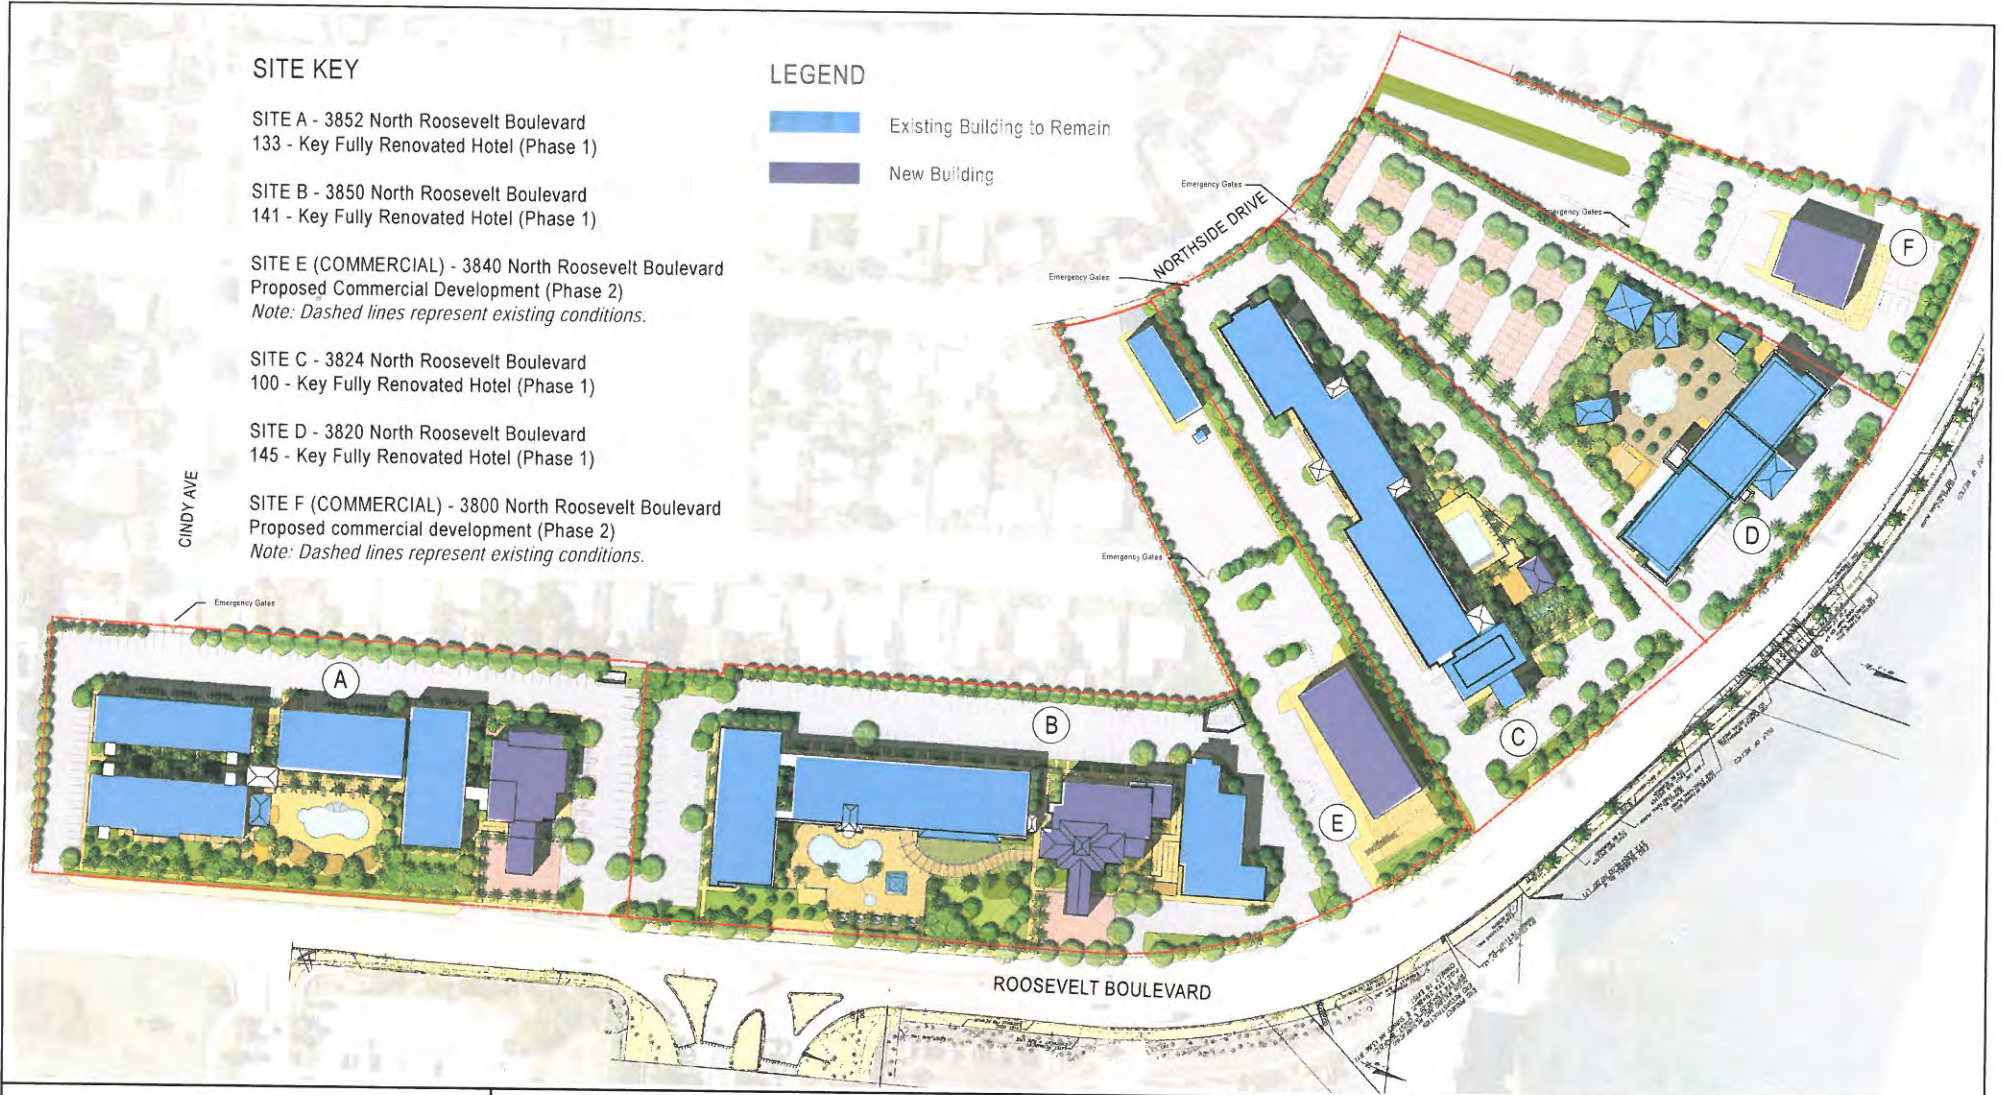 SITE KEY
SITE A - 3852 North Roosevelt Boulevard
133 - Key Fully Renovated Hotel (Phase 1)
SITE B - 3850 North Roosevelt Boulevard
141 - Key Fully Renovated Hotel (Phase 1)
SITE E (COMMERCIAL) - 3840 North Roosevelt Boulevard
Proposed Commercial Development (Phase 2)
Note: Dashed lines represent existing conditions.
SITE C - 3824 North Roosevelt Boulevard
100 - Key Fully Renovated Hotel (Phase 1)
SITE D - 3820 North Roosevelt Boulevard
145 - Key Fully Renovated Hotel (Phase 1)
SITE F (COMMERCIAL) - 3800 North Roosevelt Boulevard
Proposed commercial development (Phase 2)
Note: Dashed lines represent existing conditions.
LEGEND
Existing Building to Remain
New Building
Emergency Gates
Emergency Gates
NORTHSIDE DRIVE
Emergency Gates
F
D
Emergency Gates
CINDY AVE
Emergency Gates
A
B
C
E
ROOSEVELT BOULEVARD